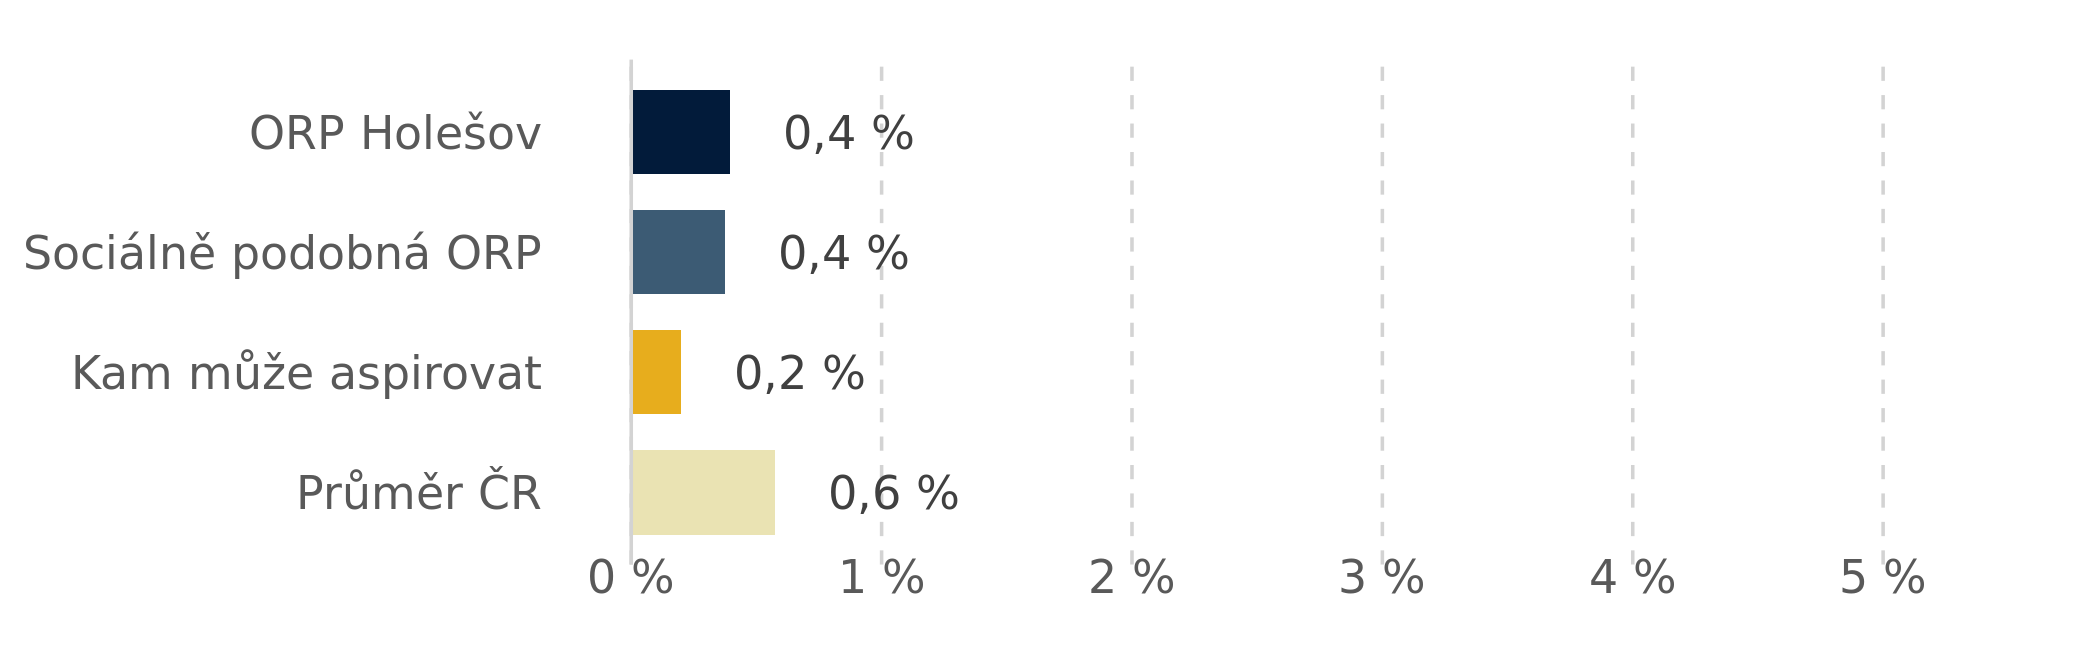 ORP Holešov 0,4 %
Sociálně podobná ORP 0,4 %
Kam může aspirovat 0,2 %
Průměr ČR 0,6 %
0 % 1 % 2 % 3 % 4 % 5 %